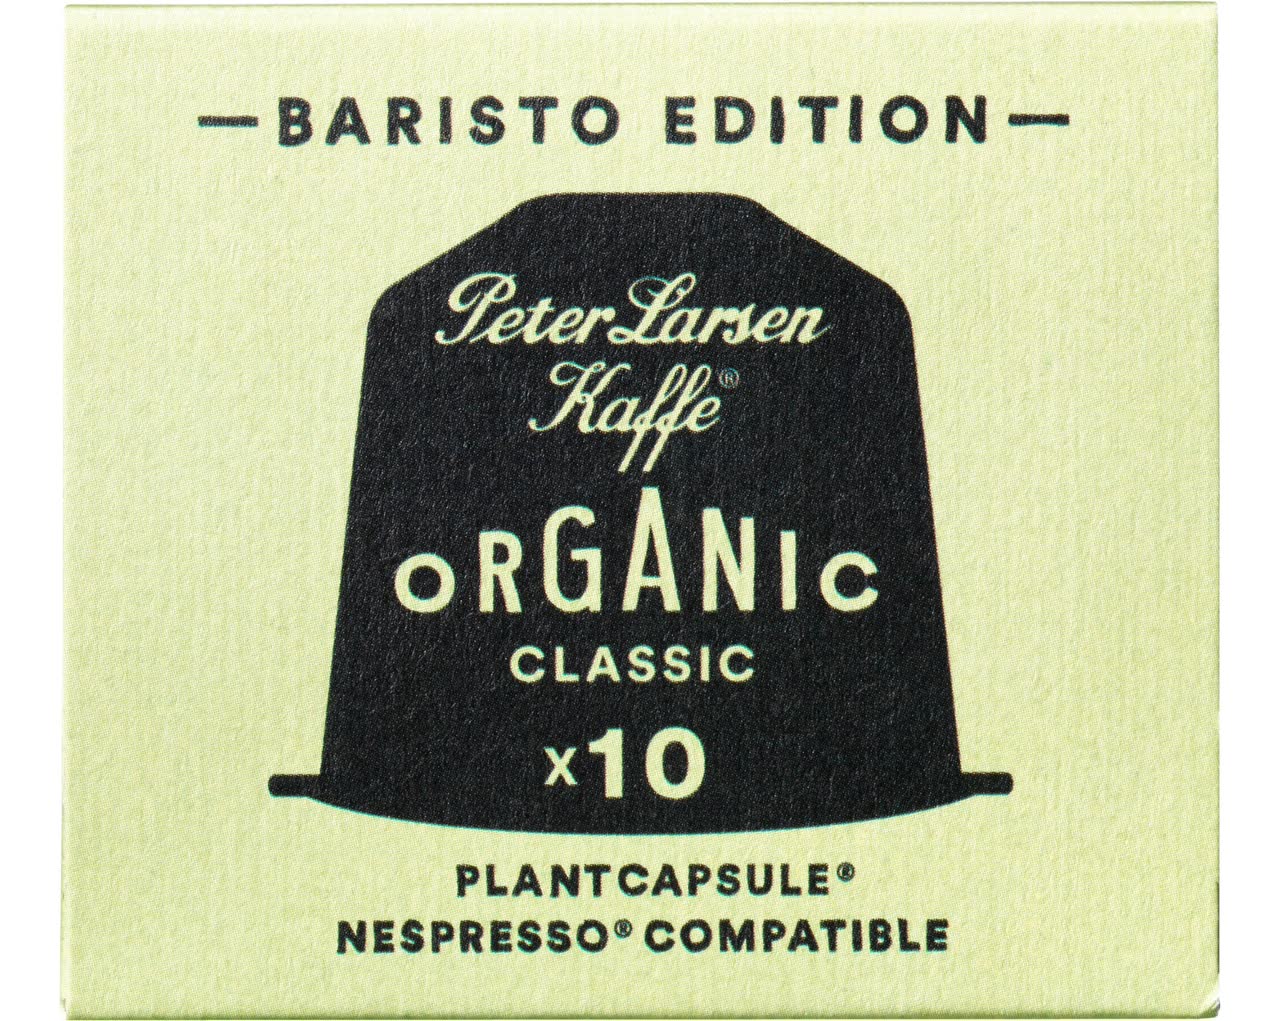 —BARISTO EDITION—
Peter Larsen
Kaffe®
ORGANIC
CLASSIC
x10
PLANTCAPSULE®
NESPRESSO® COMPATIBLE